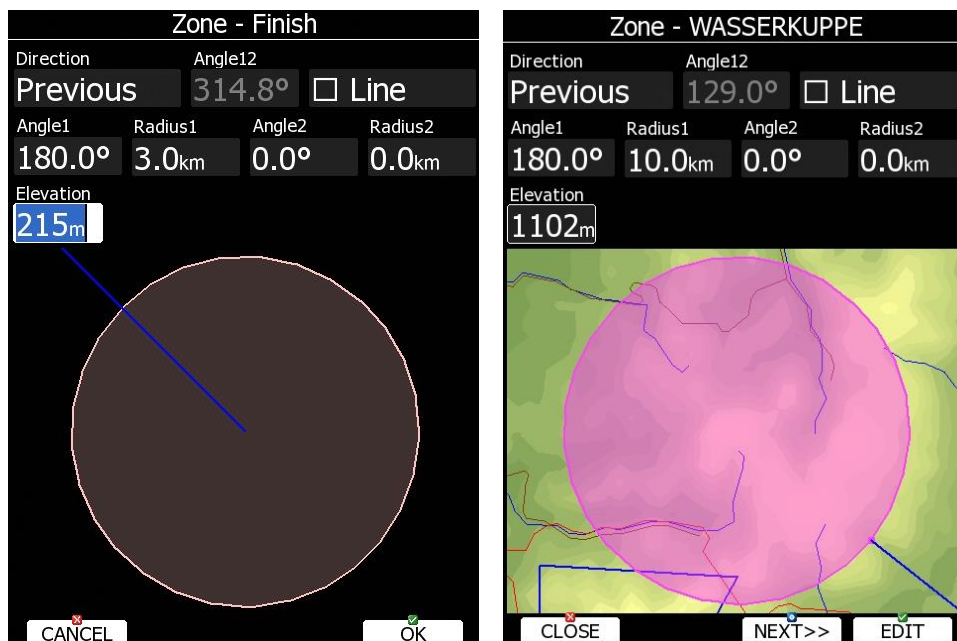 Zone - Finish
Direction Angle12
Previous 314.8° Line
Angle1 Radius1 Angle2 Radius2
180.0° 3.0km 0.0° 0.0km
Elevation
215m
CANCEL OK
Zone - WASSERKUPPE
Direction Angle12
Previous 129.0° Line
Angle1 Radius1 Angle2 Radius2
180.0° 10.0km 0.0° 0.0km
Elevation
1102m
CLOSE NEXT>> EDIT